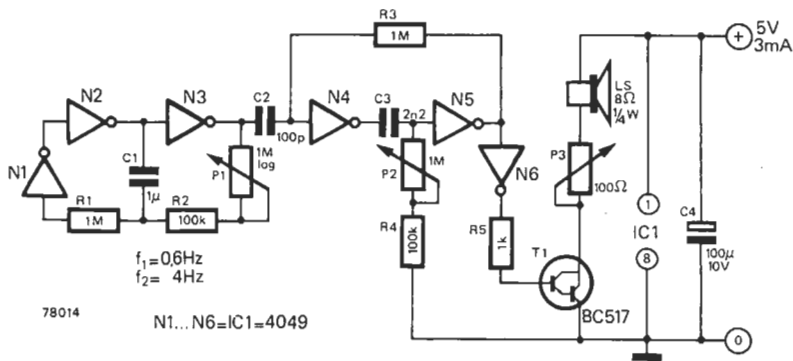 R3
1M
5V
3mA
N2
N3
C2
100p
N4
C3
2n2
N5
LS
8Ω
¼W
C1
1μ
1M
log
P1
1M
P2
N6
P3
100Ω
N1
R1
1M
R2
100k
R4
100k
R5
1k
T1
BC517
1
IC1
8
C4
100μ
10V
f1=0,6Hz
f2= 4Hz
78014
N1...N6=IC1=4049
+
0